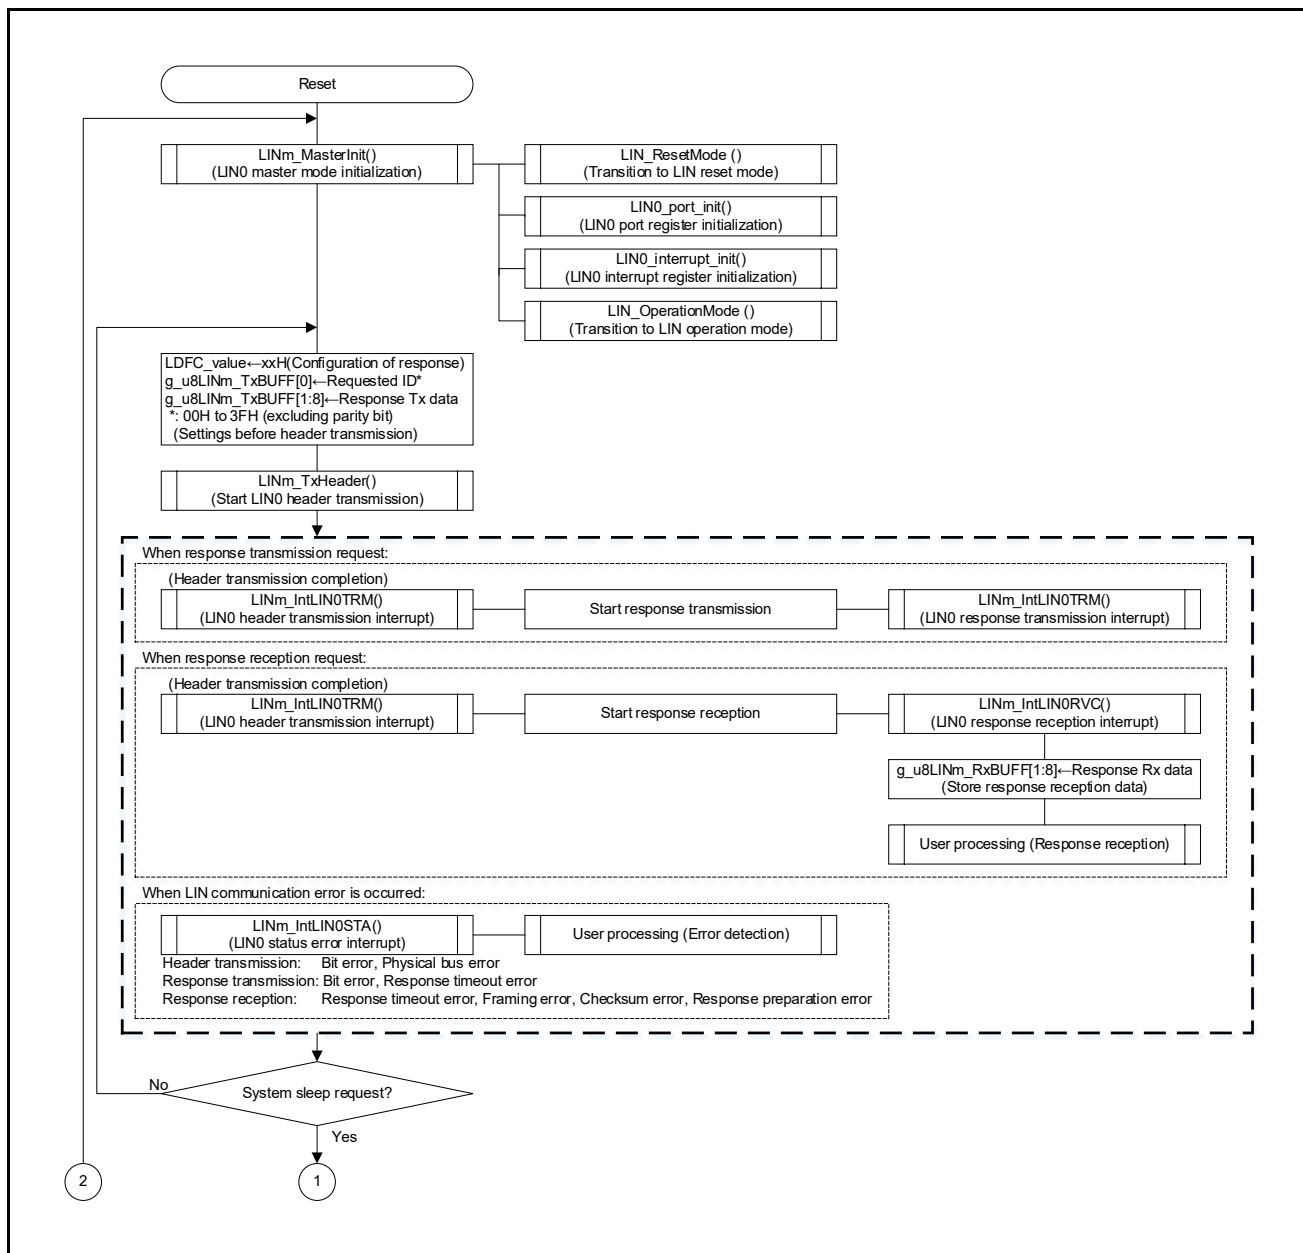 Reset
LINm_MasterInit()
(LIN0 master mode initialization)
LIN_ResetMode ()
(Transition to LIN reset mode)
LIN0_port_init()
(LIN0 port register initialization)
LIN0_interrupt_init()
(LIN0 interrupt register initialization)
LIN_OperationMode ()
(Transition to LIN operation mode)
LDFC_value←xxH(Configuration of response)
g_u8LINm_TxBUFF[0]←Requested ID*
g_u8LINm_TxBUFF[1:8]←Response Tx data
*: 00H to 3FH (excluding parity bit)
(Settings before header transmission)
LINm_TxHeader()
(Start LIN0 header transmission)
When response transmission request:
(Header transmission completion)
LINm_IntLIN0TRM()
(LIN0 header transmission interrupt)
Start response transmission
LINm_IntLIN0TRM()
(LIN0 response transmission interrupt)
When response reception request:
(Header transmission completion)
LINm_IntLIN0TRM()
(LIN0 header transmission interrupt)
Start response reception
LINm_IntLIN0RVC()
(LIN0 response reception interrupt)
g_u8LINm_RxBUFF[1:8]←Response Rx data
(Store response reception data)
User processing (Response reception)
When LIN communication error is occurred:
LINm_IntLIN0STA()
(LIN0 status error interrupt)
User processing (Error detection)
Header transmission: Bit error, Physical bus error
Response transmission: Bit error, Response timeout error
Response reception: Response timeout error, Framing error, Checksum error, Response preparation error
No
System sleep request?
Yes
2
1